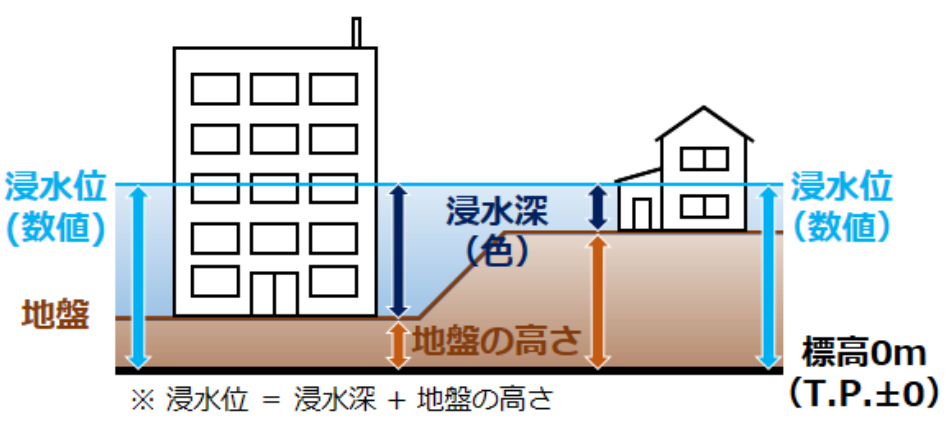 浸水位
(数値)
浸水深
（色）
浸水位
（数値）
地盤
地盤の高さ
標高0m
（T.P.±0）
※ 浸水位 ＝ 浸水深 + 地盤の高さ